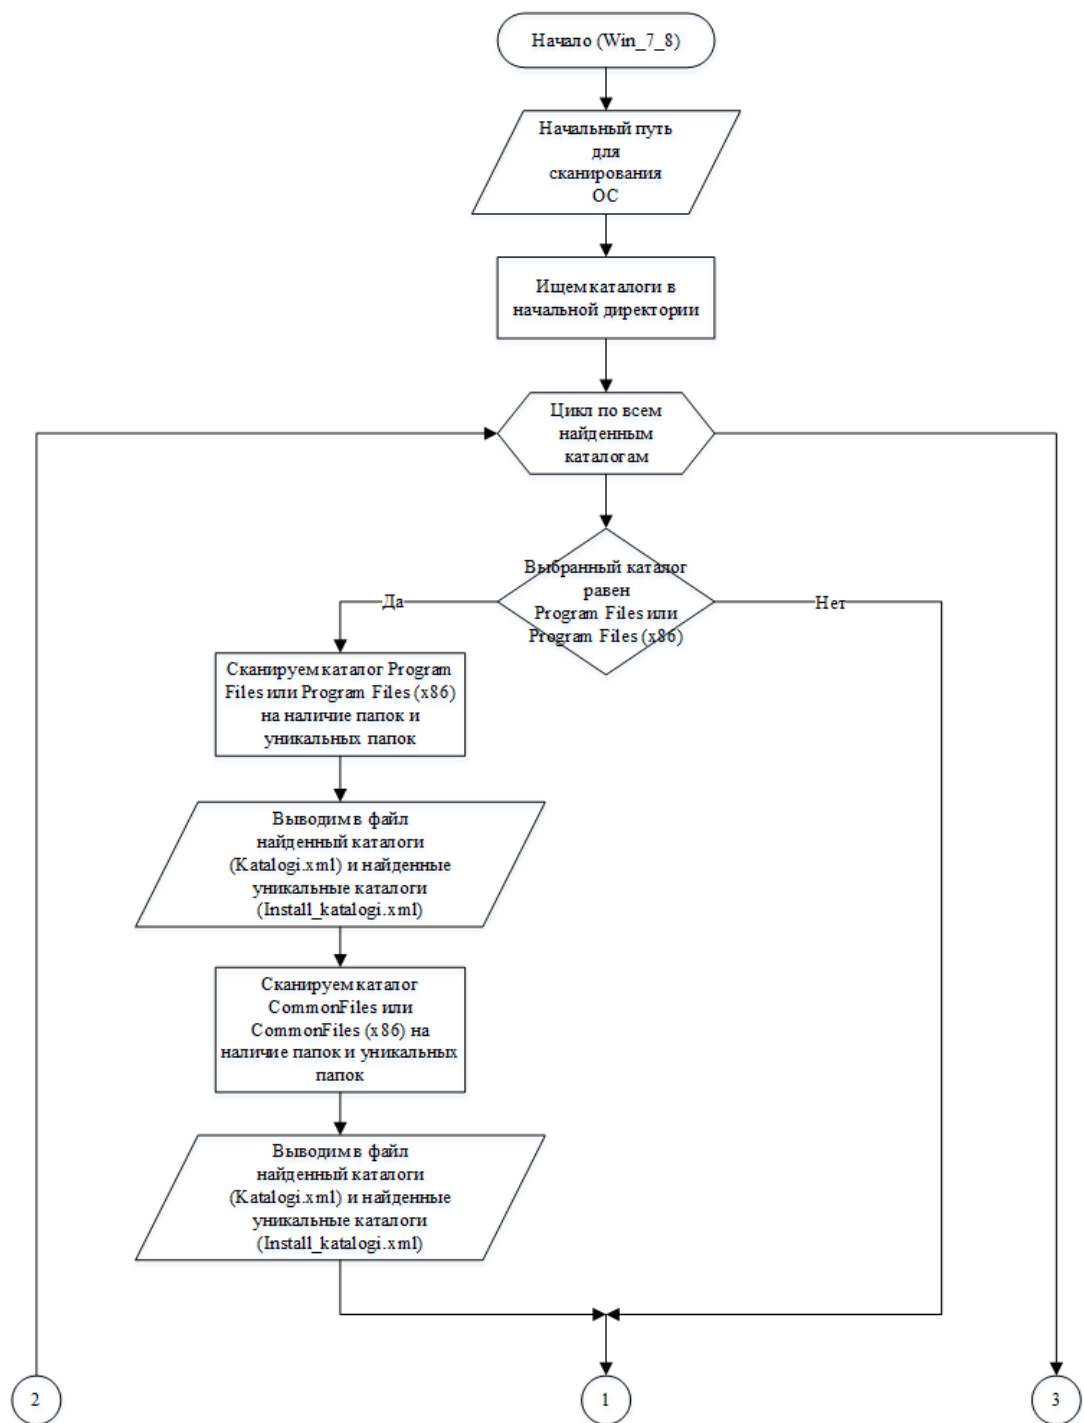 Начало (Win_7_8)
Начальный путь
для
сканирования
ОС
Ищем каталоги в
начальной директории
Цикл по всем
найденным
каталогам
Выбранный каталог
равен
Program Files или
Program Files (x86)
Да
Нет
Сканируем каталог Program
Files или Program Files (x86)
на наличие папок и
уникальных папок
Выводим в файл
найденный каталоги
(Katalogi.xml) и найденные
уникальные каталоги
(Install_katalogi.xml)
Сканируем каталог
CommonFiles или
CommonFiles (x86) на
наличие папок и уникальных
папок
Выводим в файл
найденный каталоги
(Katalogi.xml) и найденные
уникальные каталоги
(Install_katalogi.xml)
2
1
3